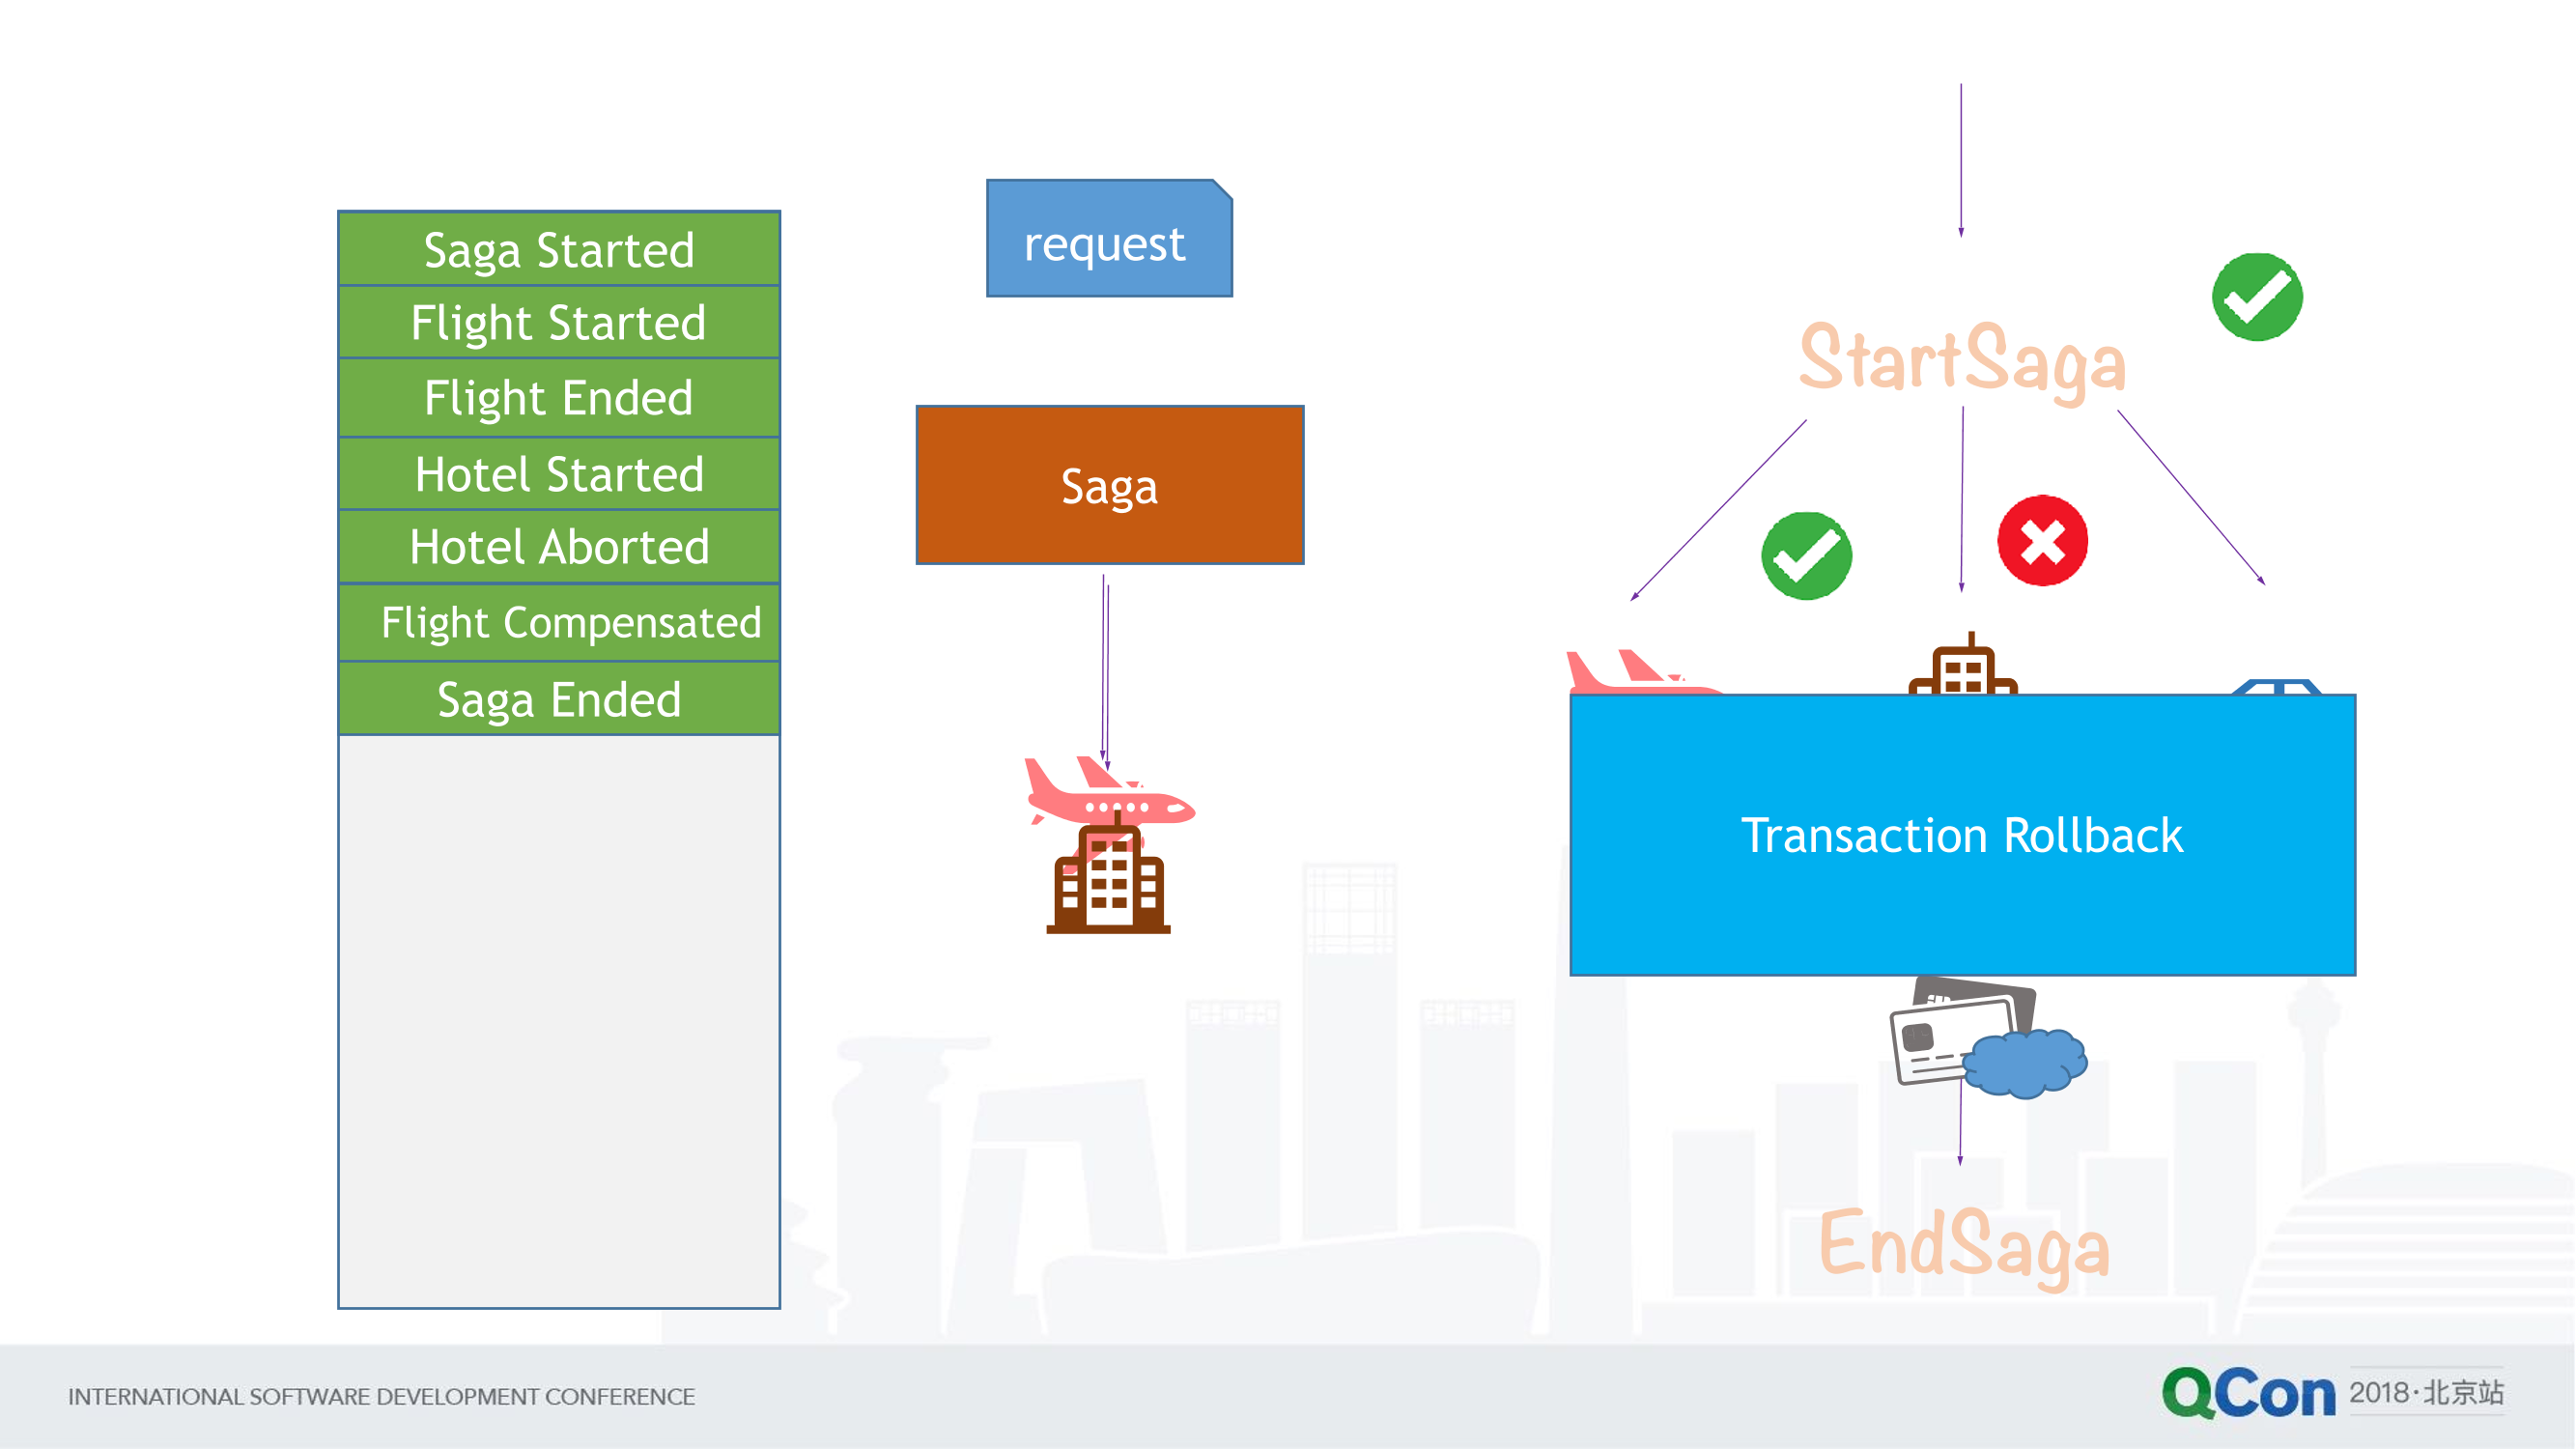 Saga Started
Flight Started
Flight Ended
Hotel Started
Hotel Aborted
Flight Compensated
Saga Ended
request
Saga
StartSaga
Transaction Rollback
EndSaga
INTERNATIONAL SOFTWARE DEVELOPMENT CONFERENCE
QCon 2018·北京站